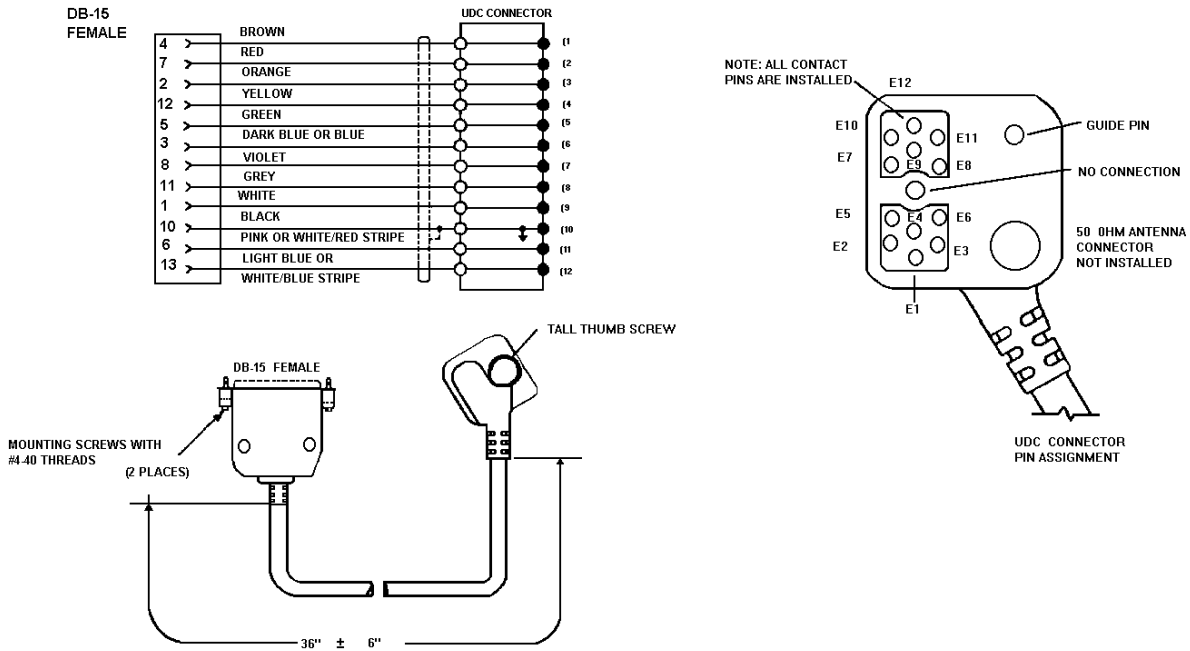 DB-15
FEMALE
UDC CONNECTOR
4 BROWN (1
7 RED (2
2 ORANGE (3
12 YELLOW (4
5 GREEN (5
3 DARK BLUE OR BLUE (6
8 VIOLET (7
11 GREY (8
1 WHITE (9
10 BLACK (10
6 PINK OR WHITE/RED STRIPE (11
13 LIGHT BLUE OR (12
WHITE/BLUE STRIPE
NOTE: ALL CONTACT
PINS ARE INSTALLED
E12
E10
E11
GUIDE PIN
E7
E9
E8
NO CONNECTION
E5
E4
E6
E2
E3
50 OHM ANTENNA
CONNECTOR
NOT INSTALLED
E1
UDC CONNECTOR
PIN ASSIGNMENT
TALL THUMB SCREW
DB-15 FEMALE
MOUNTING SCREWS WITH
#4-40 THREADS
(2 PLACES)
36" ± 6"